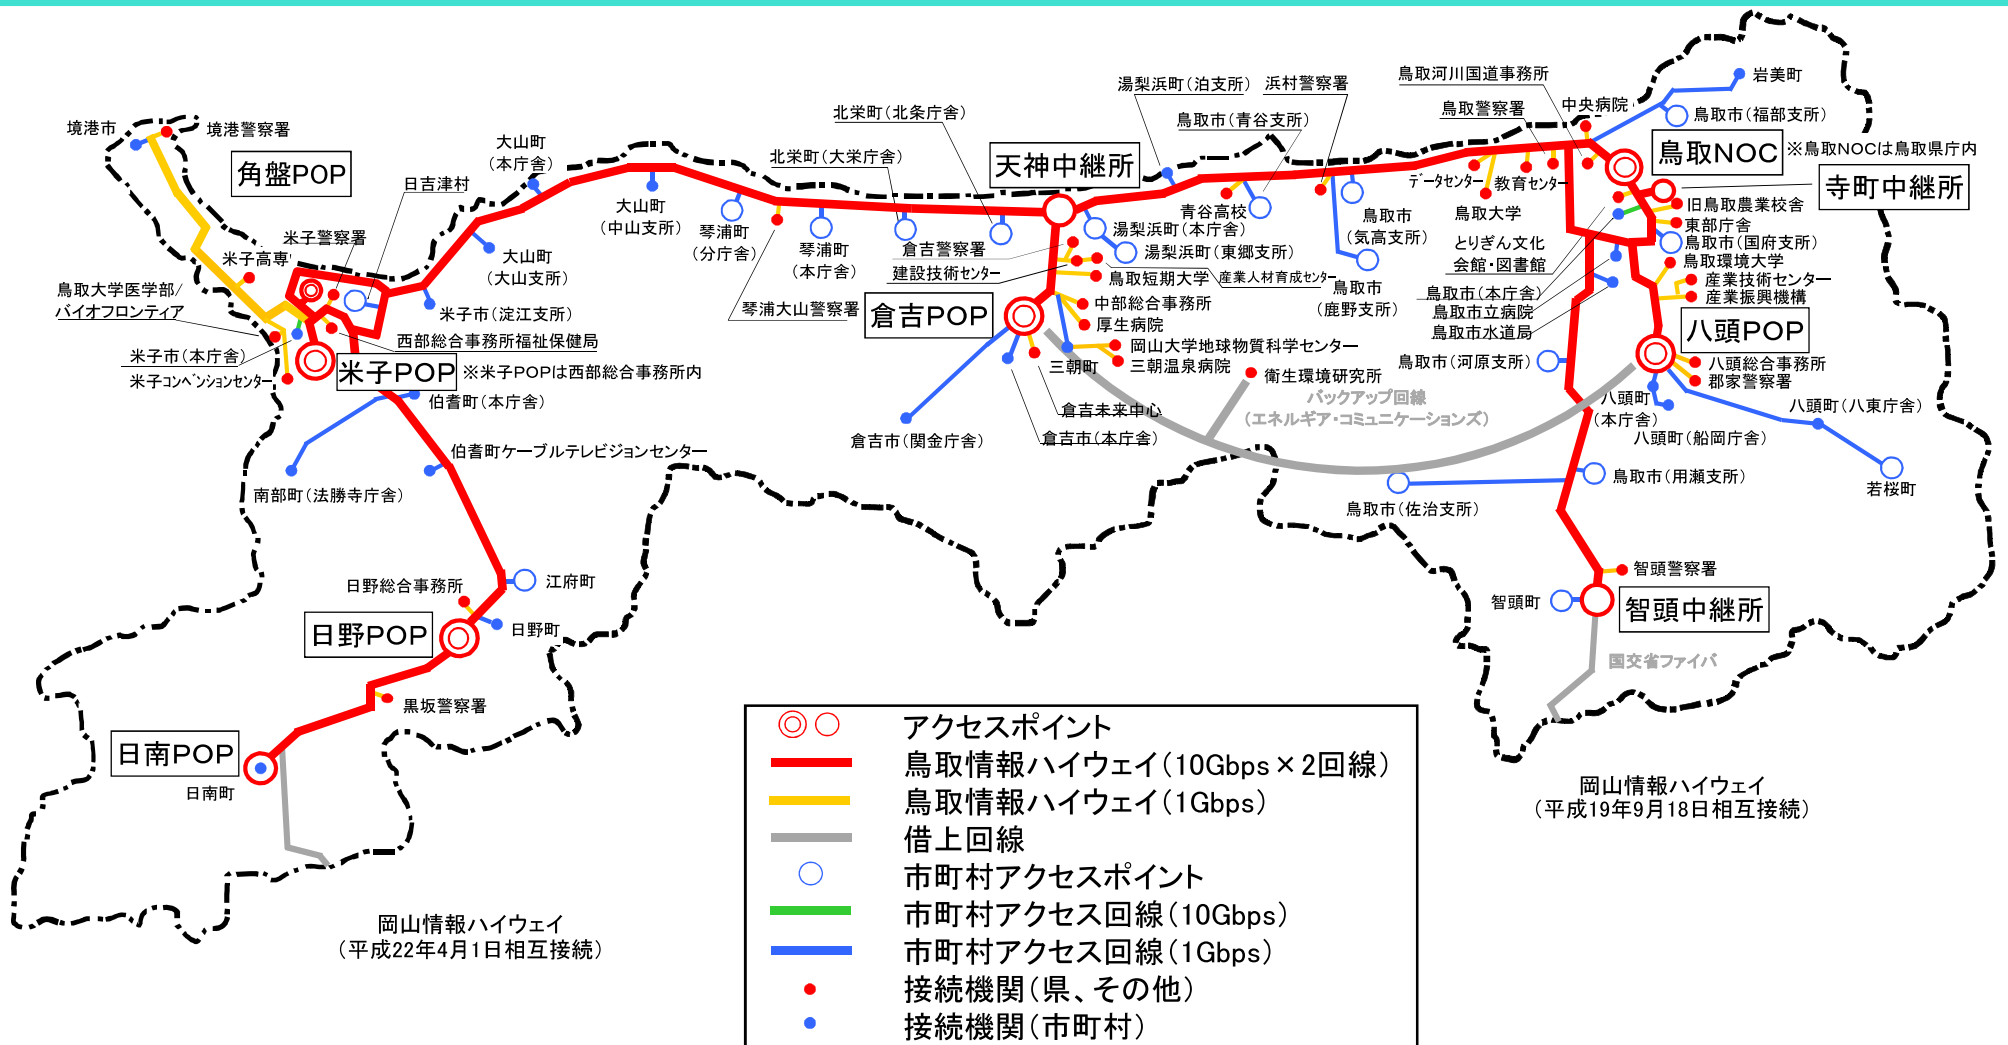 境港市
境港警察署
角盤POP
日吉津村
米子警察署
米子高専
鳥取大学医学部/
バイオフロンティア
米子市(本庁舎)
米子コンベンションセンター
西部総合事務所福祉保健局
米子POP
※米子POPは西部総合事務所内
大山町
(本庁舎)
大山町
(大山支所)
米子市(淀江支所)
大山町
(中山支所)
琴浦町
(分庁舎)
琴浦大山警察署
琴浦町
(本庁舎)
北栄町(大栄庁舎)
北栄町(北条庁舎)
天神中継所
倉吉警察署
建設技術センター
倉吉POP
湯梨浜町(泊支所)
浜村警察署
鳥取市(青谷支所)
青谷高校
湯梨浜町(本庁舎)
湯梨浜町(東郷支所)
鳥取短期大学
産業人材育成センター
中部総合事務所
厚生病院
岡山大学地球物質科学センター
三朝町
三朝温泉病院
衛生環境研究所
バックアップ回線
(エネルギア・コミュニケーションズ)
倉吉未来中心
倉吉市(本庁舎)
倉吉市(関金庁舎)
鳥取市
(気高支所)
鳥取市
(鹿野支所)
鳥取河川国道事務所
鳥取警察署
中央病院
データセンター
教育センター
鳥取大学
岩美町
鳥取市(福部支所)
鳥取NOC
※鳥取NOCは鳥取県庁内
寺町中継所
旧鳥取農業校舎
東部庁舎
鳥取市(国府支所)
鳥取環境大学
産業技術センター
産業振興機構
とりぎん文化
会館・図書館
鳥取市(本庁舎)
鳥取市立病院
鳥取市水道局
鳥取市(河原支所)
八頭POP
八頭総合事務所
郡家警察署
八頭町
(本庁舎)
八頭町(船岡庁舎)
八頭町(八東庁舎)
若桜町
鳥取市(用瀬支所)
鳥取市(佐治支所)
智頭警察署
智頭町
智頭中継所
国交省ファイバ
岡山情報ハイウェイ
(平成19年9月18日相互接続)
伯耆町(本庁舎)
伯耆町ケーブルテレビジョンセンター
南部町(法勝寺庁舎)
日野総合事務所
江府町
日野POP
日野町
黒坂警察署
日南POP
日南町
岡山情報ハイウェイ
(平成22年4月1日相互接続)
アクセスポイント
鳥取情報ハイウェイ(10Gbps×2回線)
鳥取情報ハイウェイ(1Gbps)
借上回線
市町村アクセスポイント
市町村アクセス回線(10Gbps)
市町村アクセス回線(1Gbps)
接続機関(県、その他)
接続機関(市町村)